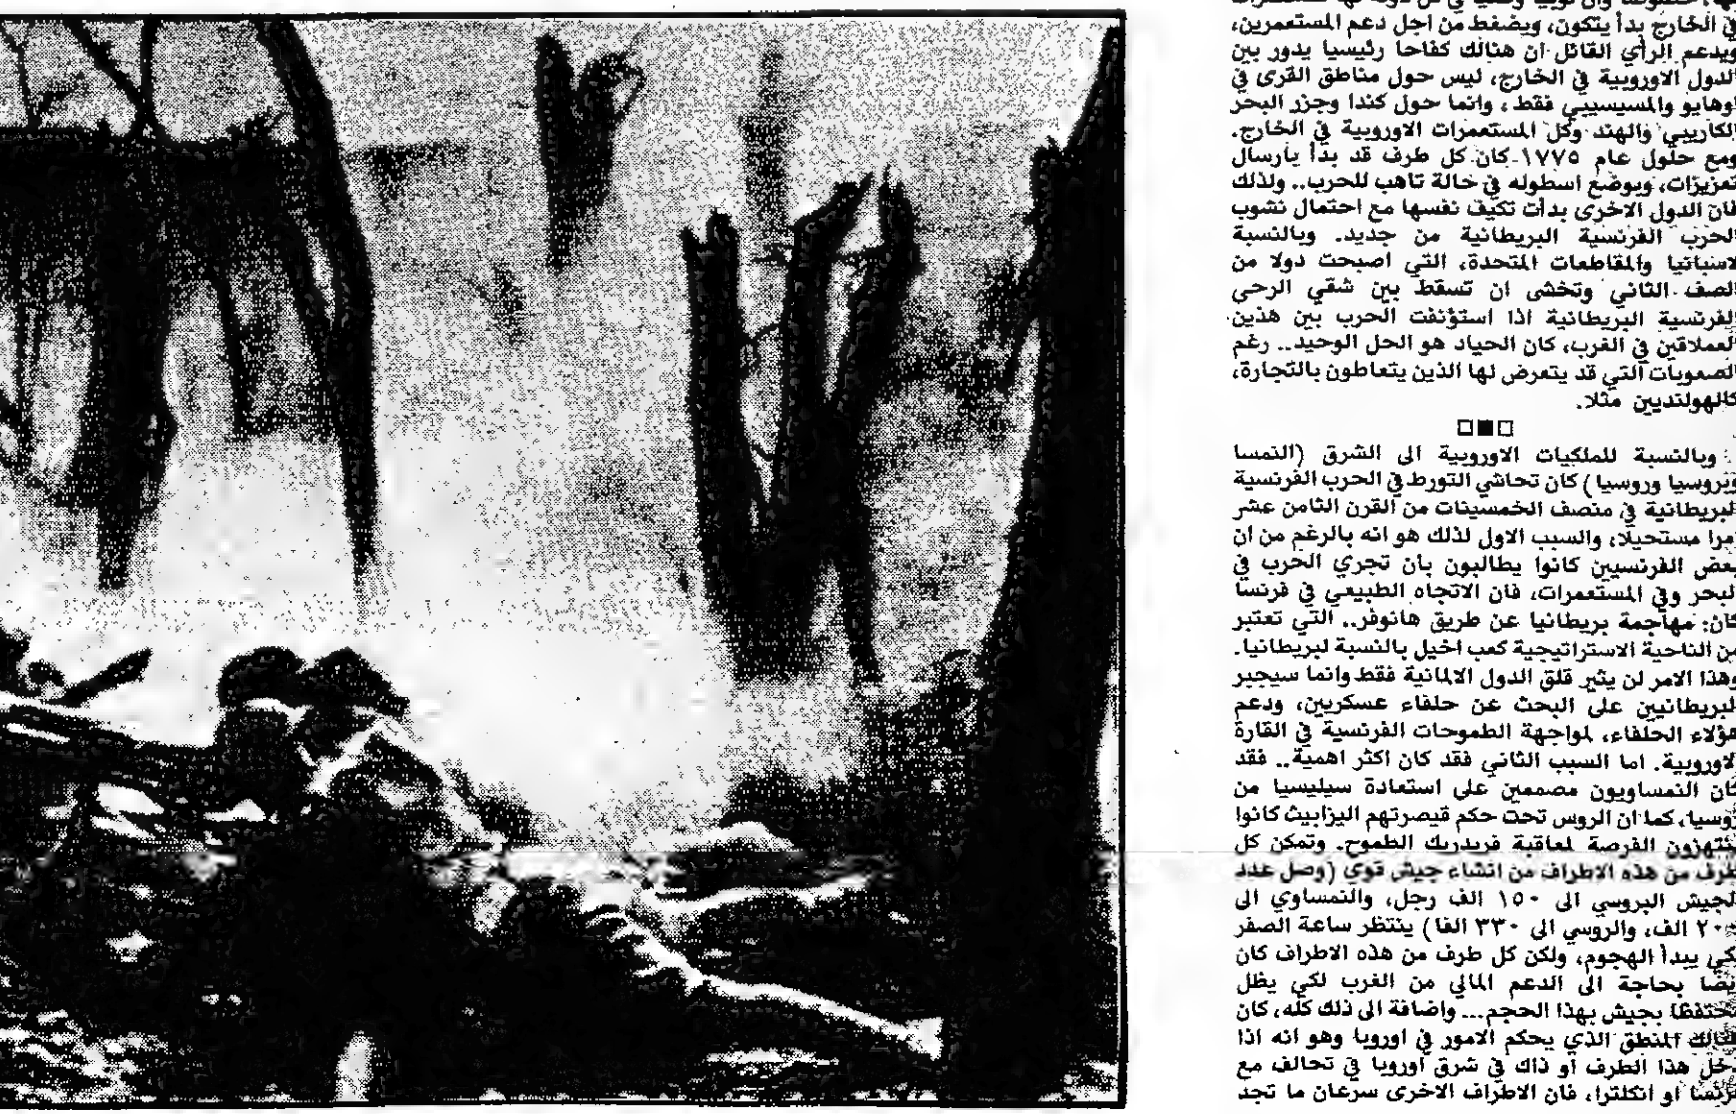 في الخارج بدأ يتكون، ويضغط من اجل دعم المستعمرين،
ويدعم الرأي القائل ان هنالك كفاحا رئيسيا يدور بين
الدول الاوروبية في الخارج، ليس حول مناطق القرى في
اوهايو والمسيسيبي فقط، وانما حول كندا وجزر البحر
الكاريبي والهند وكل المستعمرات الاوروبية في الخارج.
ومع حلول عام ١٧٧٥ كان كل طرف قد بدأ يارسال
تعزيزات، وبوضع اسطوله في حالة تاهب للحرب.. ولذلك
فان الدول الاخرى بدأت تكيف نفسها مع احتمال نشوب
الحرب الفرنسية البريطانية من جديد. وبالنسبة
لاسبانيا والمقاطعات المتحدة، التي اصبحت دولا من
الصف الثاني وتخشى ان تسقط بين شقي الرحى
الفرنسية البريطانية اذا استؤنفت الحرب بين هذين
العملاقين في الغرب، كان الحياد هو الحل الوحيد.. رغم
الصعوبات التي قد يتعرض لها الذين يتعاطون بالتجارة،
كالهولنديين مثلا.
وبالنسبة للملكيات الاوروبية الى الشرق (النمسا
وبروسيا وروسيا) كان تحاشي التورط في الحرب الفرنسية
البريطانية في منصف الخمسينات من القرن الثامن عشر
امرا مستحيلا، والسبب الاول لذلك هو انه بالرغم من ان
بعض الفرنسيين كانوا يطالبون بأن تجري الحرب في
البحر وفي المستعمرات، فان الاتجاه الطبيعي في فرنسا
كان: مهاجمة بريطانيا عن طريق هانوفر.. التي تعتبر
من الناحية الاستراتيجية كعب اخيل بالنسبة لبريطانيا.
وهذا الامر لن يثير قلق الدول الالمانية فقط وانما سيجبر
البريطانيين على البحث عن حلفاء عسكريين، ودعم
هؤلاء الحلفاء، لمواجهة الطموحات الفرنسية في القارة
الاوروبية. اما السبب الثاني فقد كان اكثر اهمية.. فقد
كان النمساويون مصممين على استعادة سيليسيا من
بروسيا، كما ان الروس تحت حكم قيصرتهم اليزابيث كانوا
ينتهزون الفرصة لمعاقبة فريدريك الطموح. وتمكن كل
طرف من هذه الاطراف من انشاء جيش قوي (وصل عدد
الجيش البروسي الى ١٥٠ الف رجل، والنمساوي الى
٢٠٠ الف، والروسي الى ٣٣٠ الفا) ينتظر ساعة الصفر
لكي يبدأ الهجوم، ولكن كل طرف من هذه الاطراف كان
ايضا بحاجة الى الدعم المالي من الغرب لكي يظل
محتفظا بجيش بهذا الحجم... واضافة الى ذلك كله، كان
هنالك المنطق الذي يحكم الامور في اوروبا وهو انه اذا
دخل هذا الطرف او ذاك في شرق اوروبا في تحالف مع
فرنسا او انكلترا، فان الاطراف الاخرى سرعان ما تجد